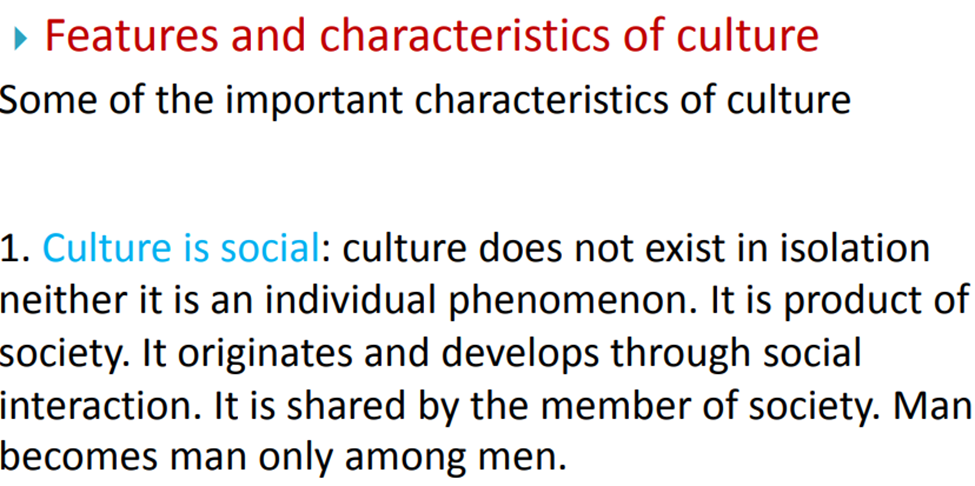 Features and characteristics of culture
Some of the important characteristics of culture
1. Culture is social: culture does not exist in isolation
neither it is an individual phenomenon. It is product of
society. It originates and develops through social
interaction. It is shared by the member of society. Man
becomes man only among men.